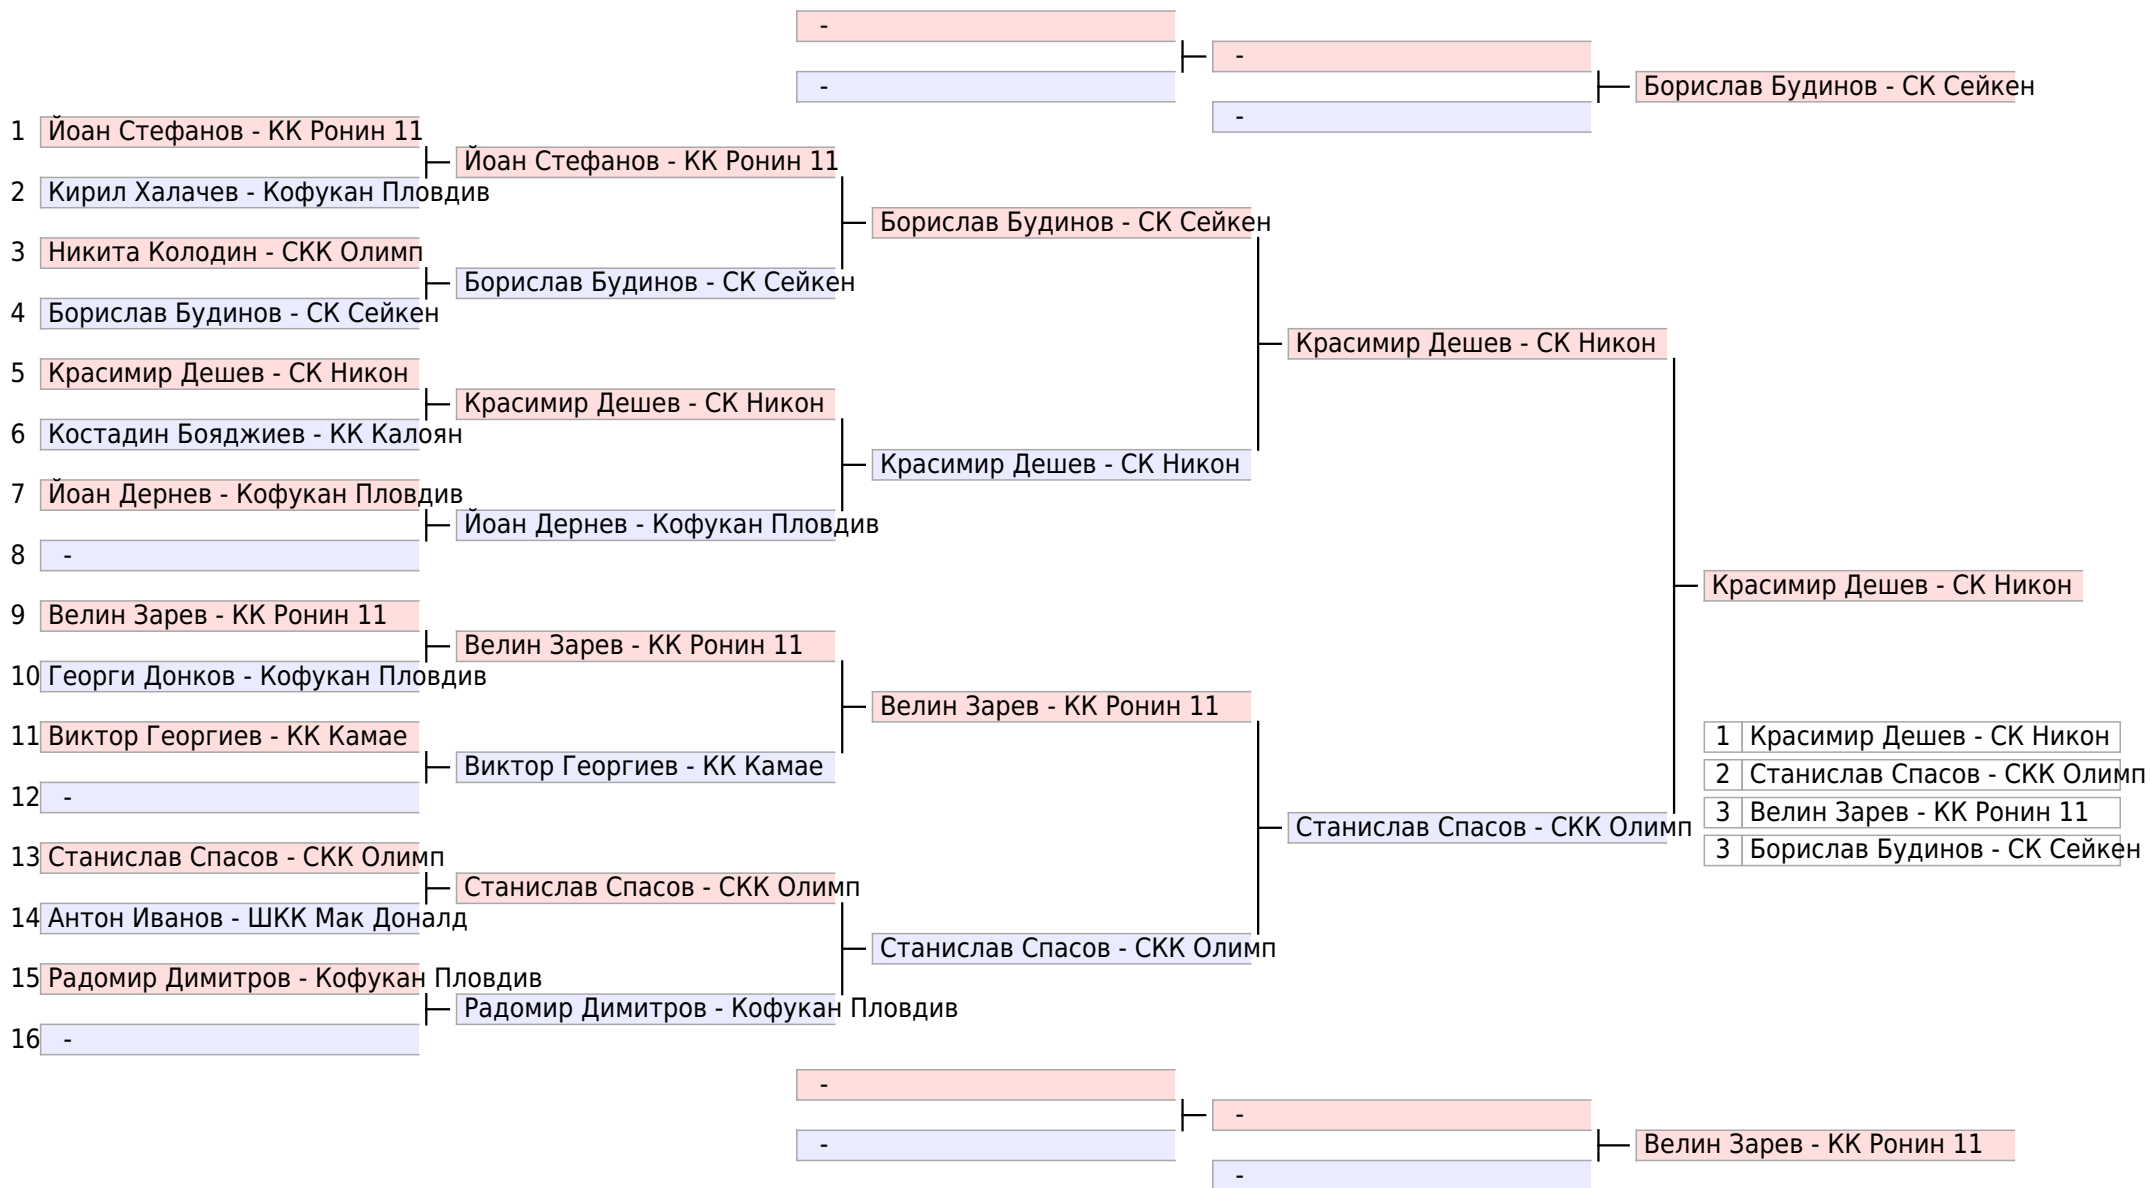 -
-
-
-
Борислав Будинов - СК Сейкен
1 Йоан Стефанов - КК Ронин 11
2 Кирил Халачев - Кофукан Пловдив
3 Никита Колодин - СКК Олимп
4 Борислав Будинов - СК Сейкен
5 Красимир Дешев - СК Никон
6 Костадин Бояджиев - КК Калоян
7 Йоан Дернев - Кофукан Пловдив
8 -
9 Велин Зарев - КК Ронин 11
10 Георги Донков - Кофукан Пловдив
11 Виктор Георгиев - КК Камае
12 -
13 Станислав Спасов - СКК Олимп
14 Антон Иванов - ШКК Мак Доналд
15 Радомир Димитров - Кофукан Пловдив
16 -
Йоан Стефанов - КК Ронин 11
Борислав Будинов - СК Сейкен
Красимир Дешев - СК Никон
Йоан Дернев - Кофукан Пловдив
Велин Зарев - КК Ронин 11
Виктор Георгиев - КК Камае
Станислав Спасов - СКК Олимп
Радомир Димитров - Кофукан Пловдив
Борислав Будинов - СК Сейкен
Красимир Дешев - СК Никон
Велин Зарев - КК Ронин 11
Станислав Спасов - СКК Олимп
Красимир Дешев - СК Никон
Станислав Спасов - СКК Олимп
Красимир Дешев - СК Никон
1 Красимир Дешев - СК Никон
2 Станислав Спасов - СКК Олимп
3 Велин Зарев - КК Ронин 11
3 Борислав Будинов - СК Сейкен
-
-
-
-
Велин Зарев - КК Ронин 11